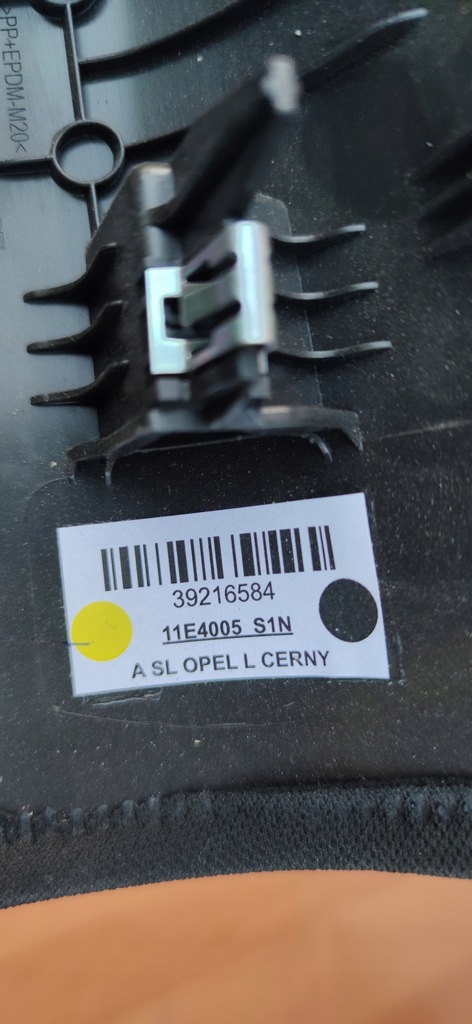 >PP+EPDM-M20<
39216584
11E4005 S1N
A SL OPEL L CERNY